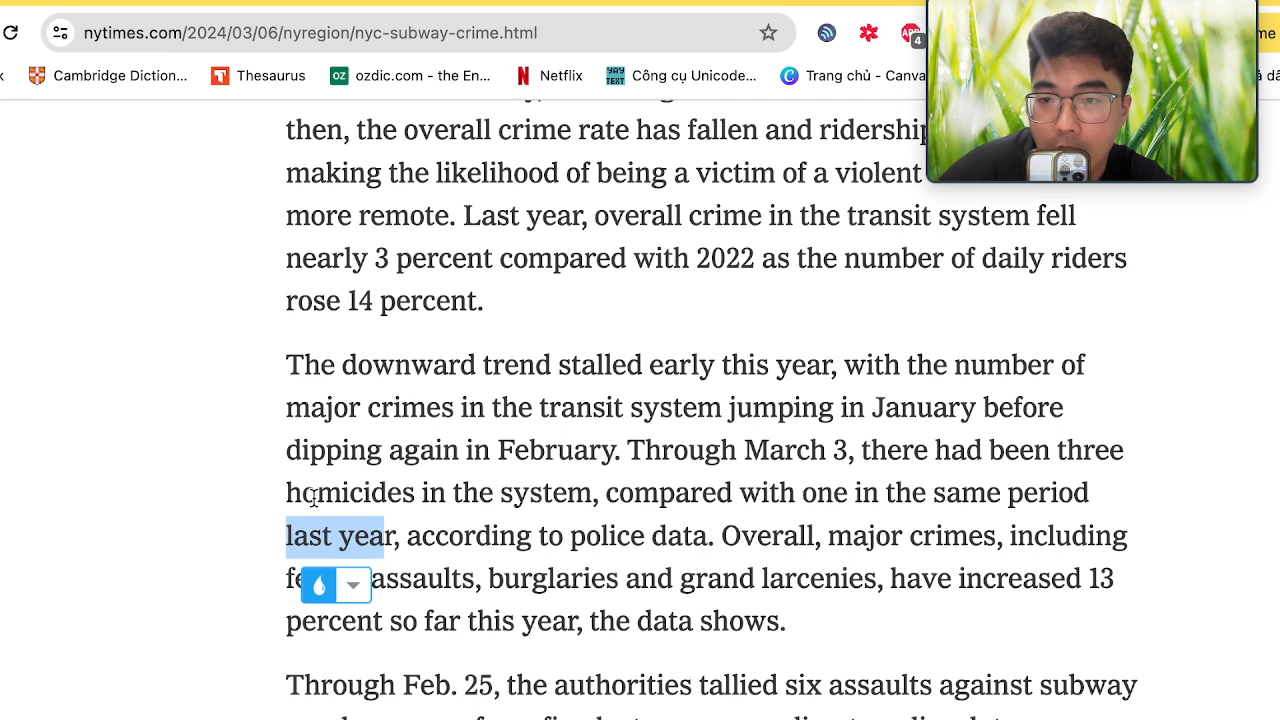 nytimes.com/2024/03/06/nyregion/nyc-subway-crime.html
4
Cambridge Diction...
Thesaurus
OZ ozdic.com - the En...
Netflix
YAY TEXT Công cụ Unicode...
Trang chủ - Canva
then, the overall crime rate has fallen and ridership
making the likelihood of being a victim of a violent
more remote. Last year, overall crime in the transit system fell
nearly 3 percent compared with 2022 as the number of daily riders
rose 14 percent.
The downward trend stalled early this year, with the number of
major crimes in the transit system jumping in January before
dipping again in February. Through March 3, there had been three
homicides in the system, compared with one in the same period
last year, according to police data. Overall, major crimes, including
assaults, burglaries and grand larcenies, have increased 13
percent so far this year, the data shows.
Through Feb. 25, the authorities tallied six assaults against subway